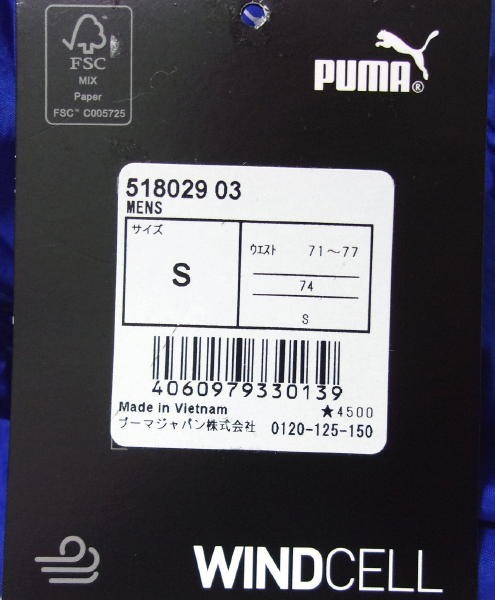 FSC
MIX
Paper
FSC™ C005725
PUMA®
518029 03
MENS
サイズ
S
ウエスト 71～77
74
S
4060979330139
Made in Vietnam ★4500
プーマジャパン株式会社 0120-125-150
WINDCELL